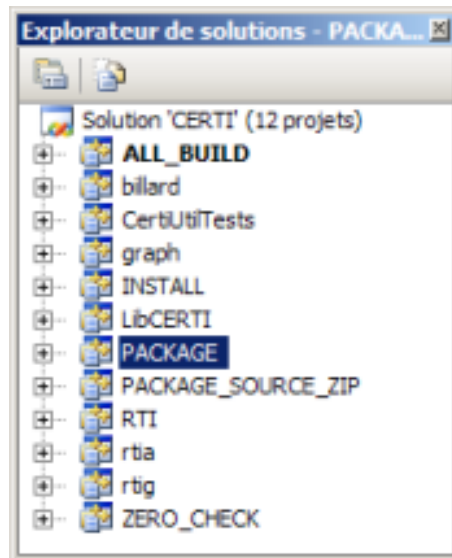 Explorateur de solutions - PACKA...
Solution 'CERTI' (12 projets)
ALL_BUILD
billard
CertiUtilTests
graph
INSTALL
LibCERTI
PACKAGE
PACKAGE_SOURCE_ZIP
RTI
rtia
rtig
ZERO_CHECK